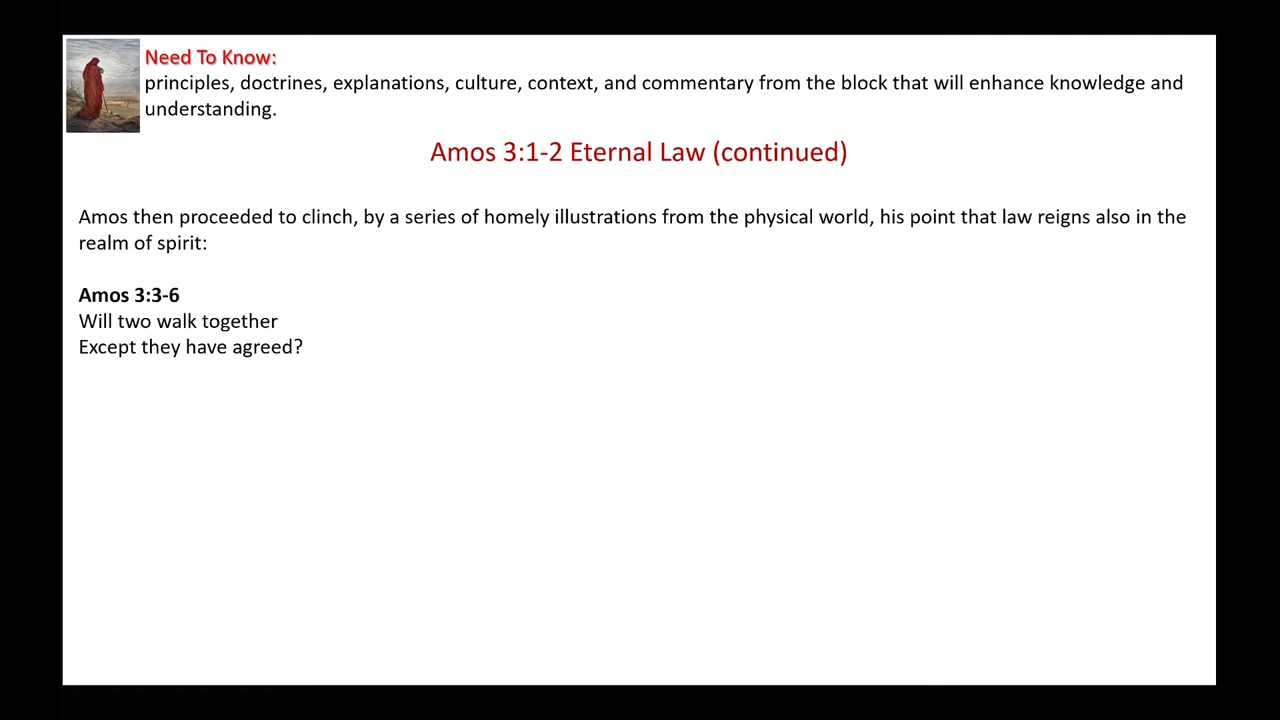 Need To Know:
principles, doctrines, explanations, culture, context, and commentary from the block that will enhance knowledge and
understanding.
Amos 3:1-2 Eternal Law (continued)
Amos then proceeded to clinch, by a series of homely illustrations from the physical world, his point that law reigns also in the
realm of spirit:
Amos 3:3-6
Will two walk together
Except they have agreed?